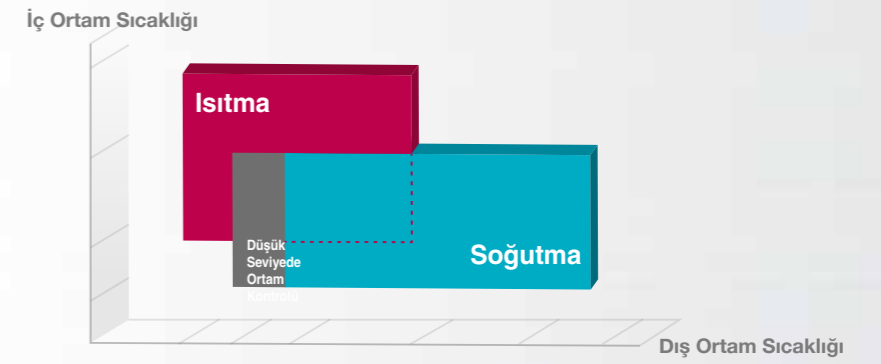 İç Ortam Sıcaklığı
Isıtma
Düşük
Seviyede
Ortam
Kontrolü
Soğutma
Dış Ortam Sıcaklığı